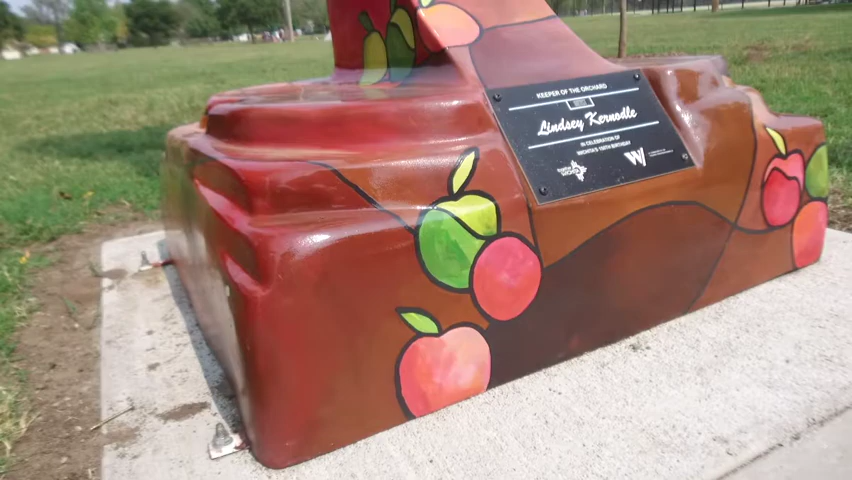 KEEPER OF THE ORCHARD
Lindsey Kernodle
IN CELEBRATION OF
WICHITA'S 150TH BIRTHDAY
W